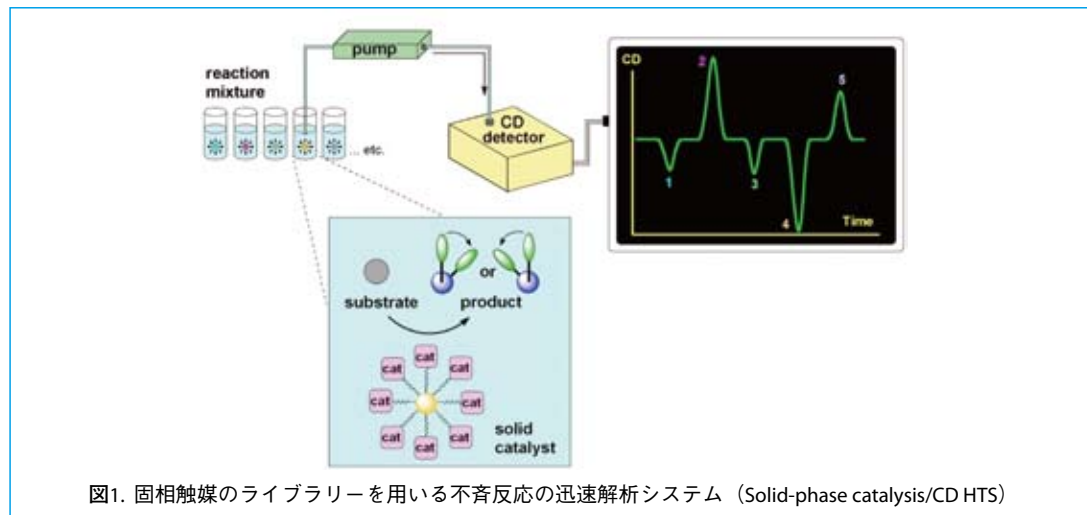 pump
reaction
mixture
... etc.
CD
detector
CD
2
5
1
3
4
Time
or
substrate
product
cat
cat
cat
cat
cat
cat
cat
cat
solid
catalyst
図1. 固相触媒のライブラリーを用いる不斉反応の迅速解析システム（Solid-phase catalysis/CD HTS）